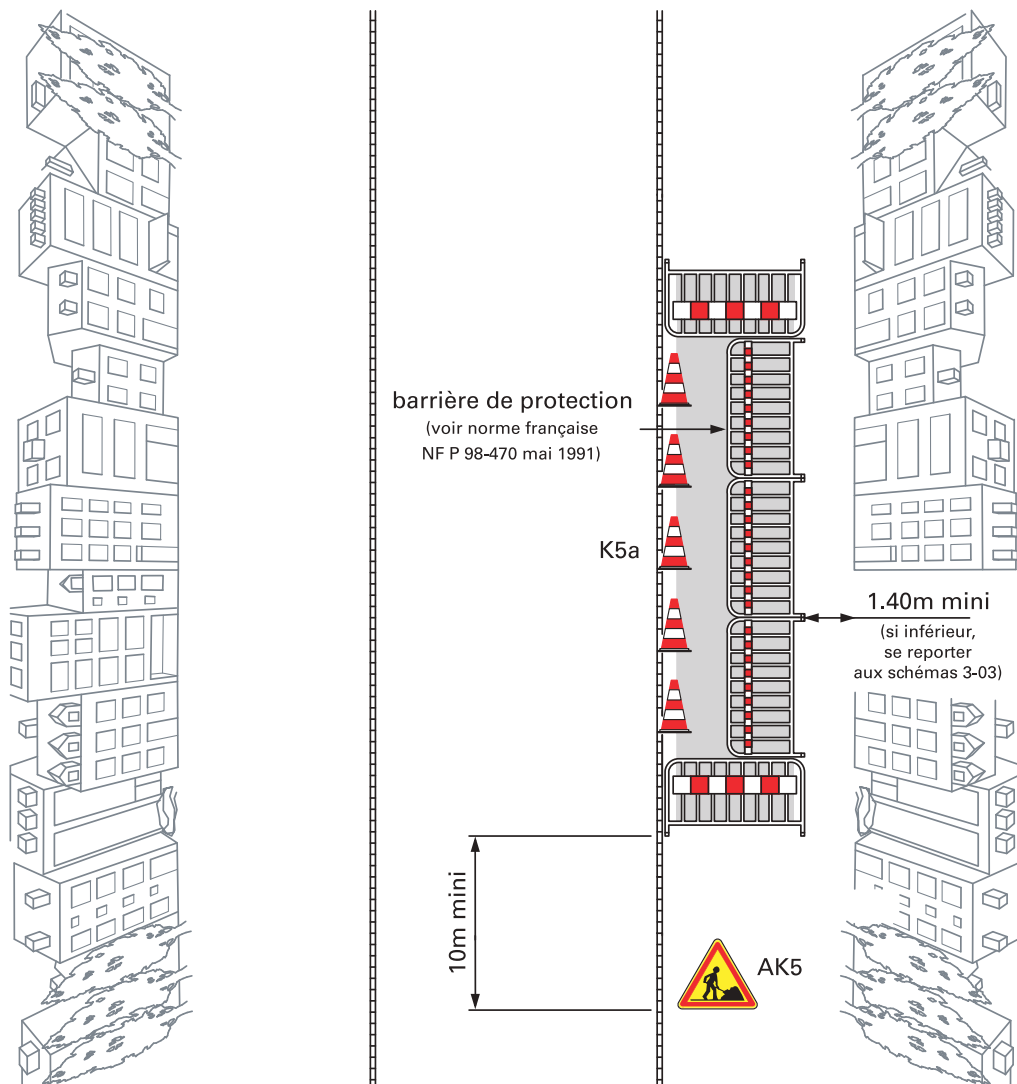 barrière de protection
(voir norme française
NF P 98-470 mai 1991)
K5a
1.40m mini
(si inférieur,
se reporter
aux schémas 3-03)
10m mini
AK5